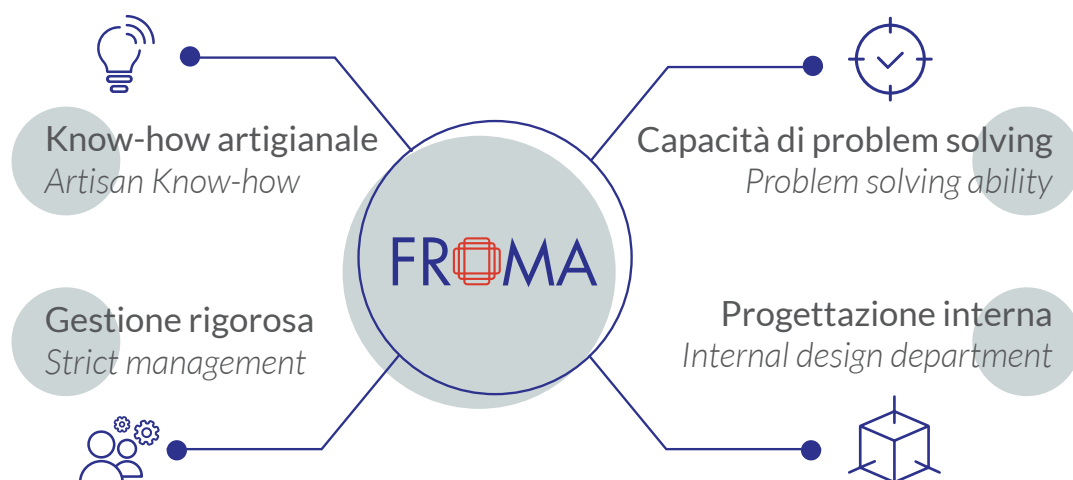 Know-how artigianale
Artisan Know-how
Capacità di problem solving
Problem solving ability
FROMA
Gestione rigorosa
Strict management
Progettazione interna
Internal design department